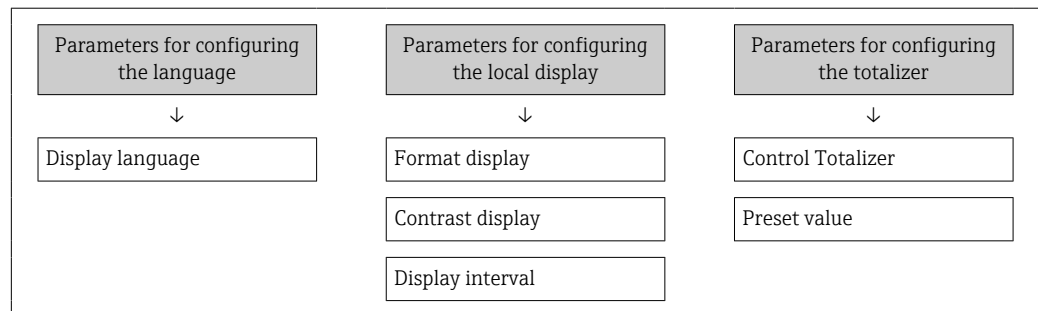 Parameters for configuring
the language
↓
Display language
Parameters for configuring
the local display
↓
Format display
Contrast display
Display interval
Parameters for configuring
the totalizer
↓
Control Totalizer
Preset value